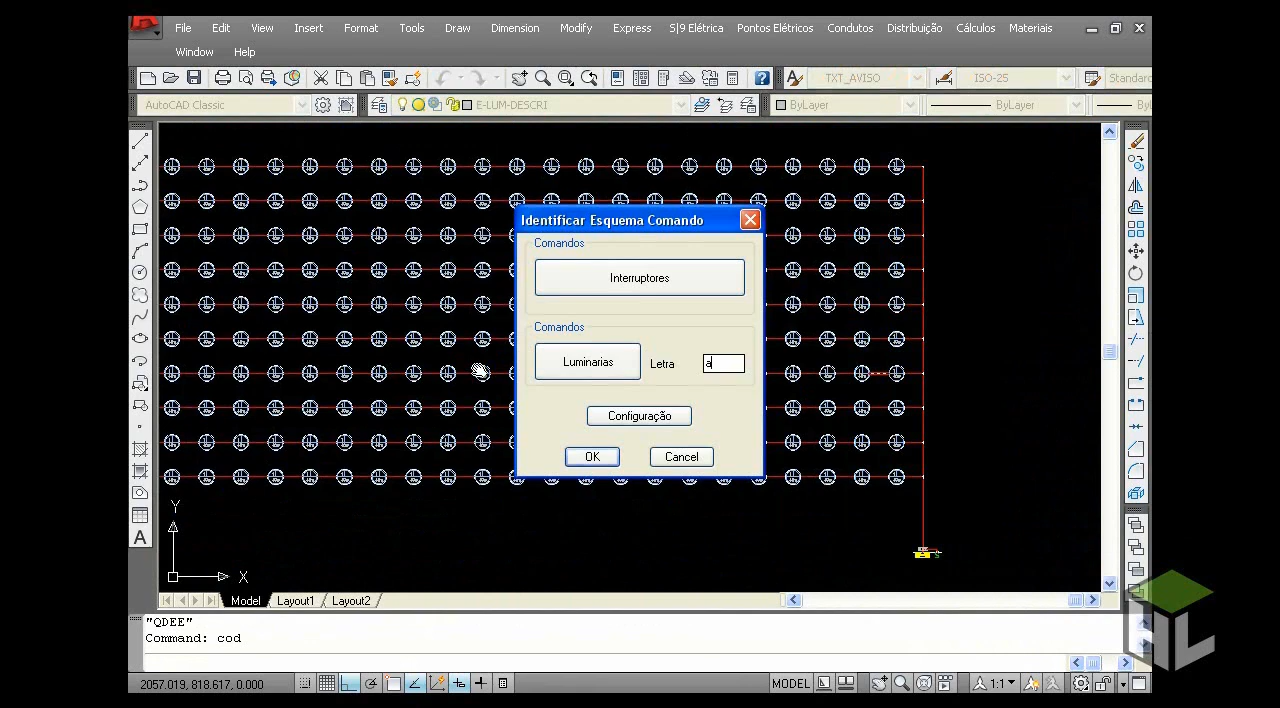 File Edit View Insert Format Tools Draw Dimension Modify Express S|9 Elétrica Pontos Elétricos Condutos Distribuição Cálculos Materiais
Window Help
TXT_AVISO ISO-25 Standard
AutoCAD Classic E-LUM-DESCRI ByLayer ByLayer
Identificar Esquema Comando
Comandos
Interruptores
Comandos
Luminarias Letra a
Configuração
OK Cancel
Y
X
Model Layout1 Layout2
"QDEE"
Command: cod
HL
2057.019, 818.617, 0.000 MODEL 1:1